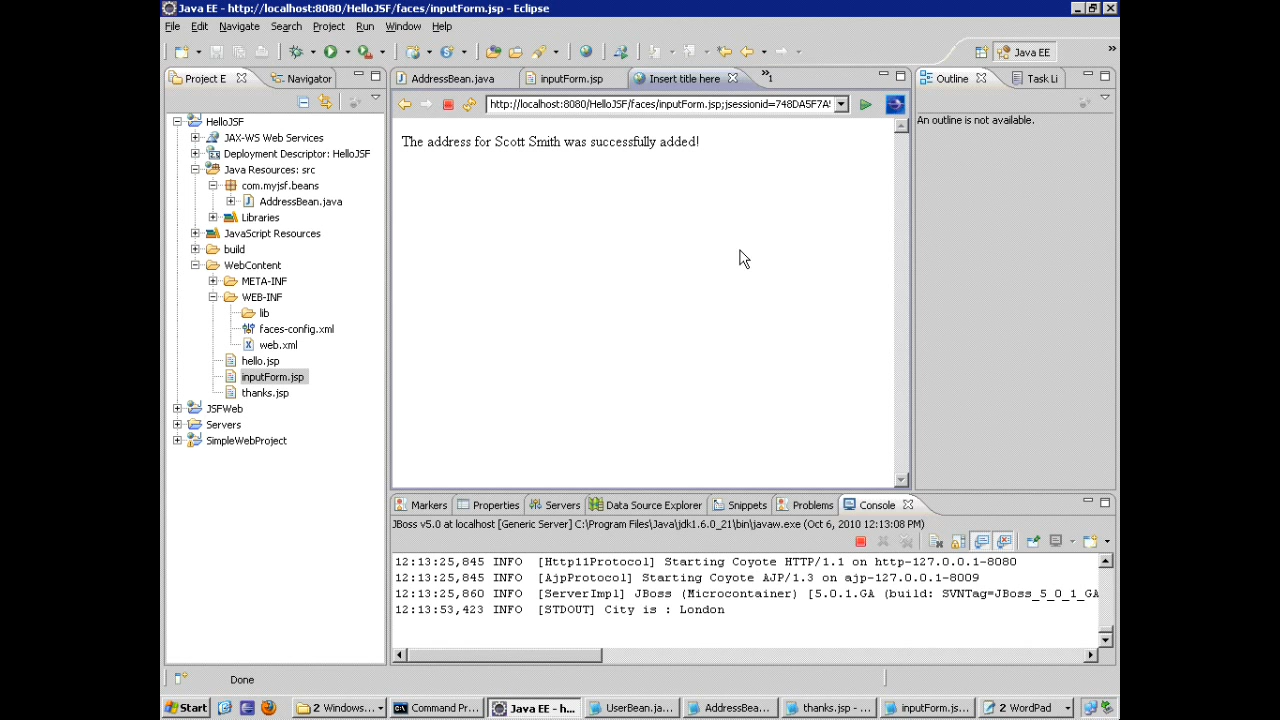 Java EE - http://localhost:8080/HelloJSF/faces/inputForm.jsp - Eclipse
File Edit Navigate Search Project Run Window Help
Java EE
Project E
Navigator
AddressBean.java
inputForm.jsp
Insert title here
1
Outline
Task Li
http://localhost:8080/HelloJSF/faces/inputForm.jsp;jsessionid=748DA5F7A
The address for Scott Smith was successfully added!
An outline is not available.
HelloJSF
JAX-WS Web Services
Deployment Descriptor: HelloJSF
Java Resources: src
com.myjsf.beans
AddressBean.java
Libraries
JavaScript Resources
build
WebContent
META-INF
WEB-INF
lib
faces-config.xml
web.xml
hello.jsp
inputForm.jsp
thanks.jsp
JSFWeb
Servers
SimpleWebProject
Markers Properties Servers Data Source Explorer Snippets Problems Console
JBoss v5.0 at localhost [Generic Server] C:\Program Files\Java\jdk1.6.0_21\bin\javaw.exe (Oct 6, 2010 12:13:08 PM)
12:13:25,845 INFO [Http11Protocol] Starting Coyote HTTP/1.1 on http-127.0.0.1-8080
12:13:25,845 INFO [AjpProtocol] Starting Coyote AJP/1.3 on ajp-127.0.0.1-8009
12:13:25,860 INFO [ServerImpl] JBoss (Microcontainer) [5.0.1.GA (build: SVNTag=JBoss_5_0_1_GA
12:13:53,423 INFO [STDOUT] City is : London
Done
Start
2 Windows...
Command Pr...
Java EE - h...
UserBean.ja...
AddressBea...
thanks.jsp - ...
inputForm.js...
2 WordPad